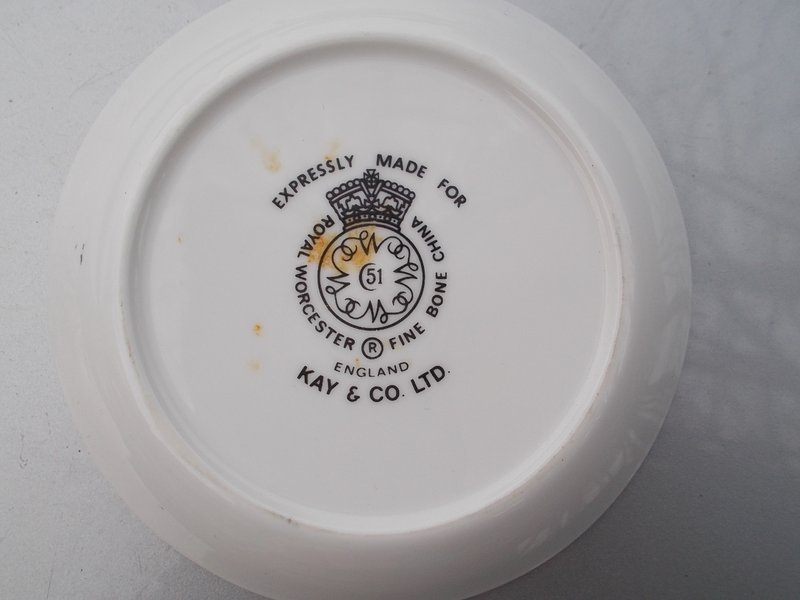 EXPRESSLY MADE FOR
ROYAL WORCESTER ® FINE BONE CHINA
51
ENGLAND
KAY & CO. LTD.